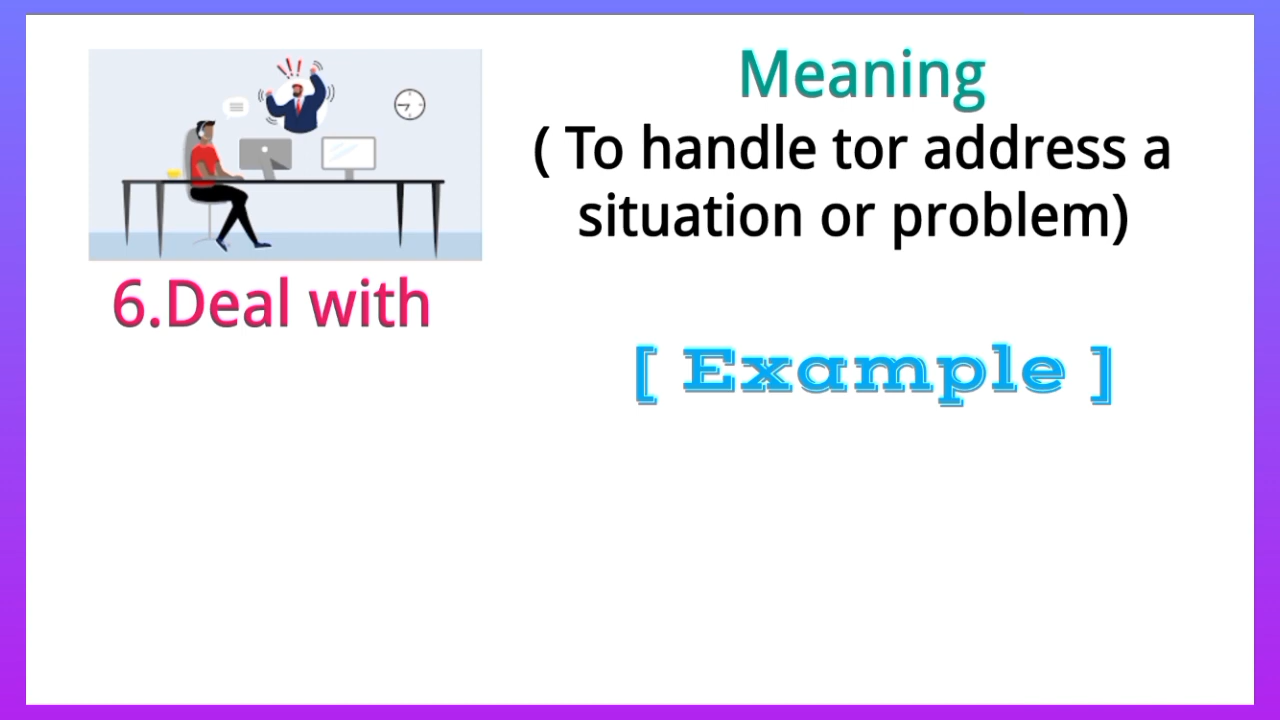 Meaning
( To handle tor address a
situation or problem)
6.Deal with
[ Example ]